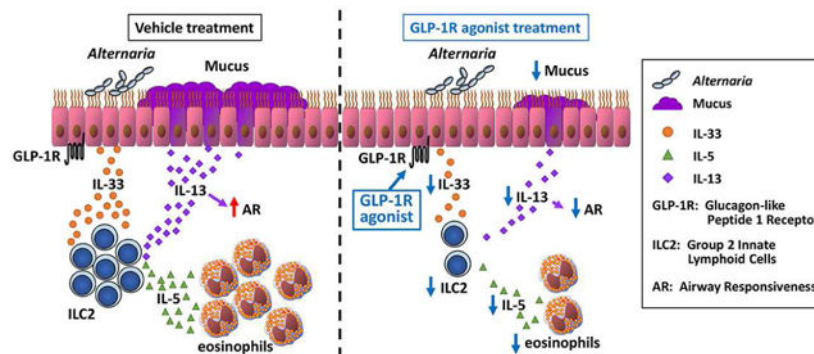 Vehicle treatment
Alternaria
Mucus
GLP-1R
IL-33
IL-13
AR
IL-5
ILC2
eosinophils
GLP-1R agonist treatment
Alternaria
Mucus
GLP-1R
IL-33
IL-13
AR
GLP-1R
agonist
ILC2
IL-5
eosinophils
Alternaria
Mucus
IL-33
IL-5
IL-13
GLP-1R: Glucagon-like
Peptide 1 Recepto
ILC2: Group 2 Innate
Lymphoid Cells
AR: Airway Responsiveness